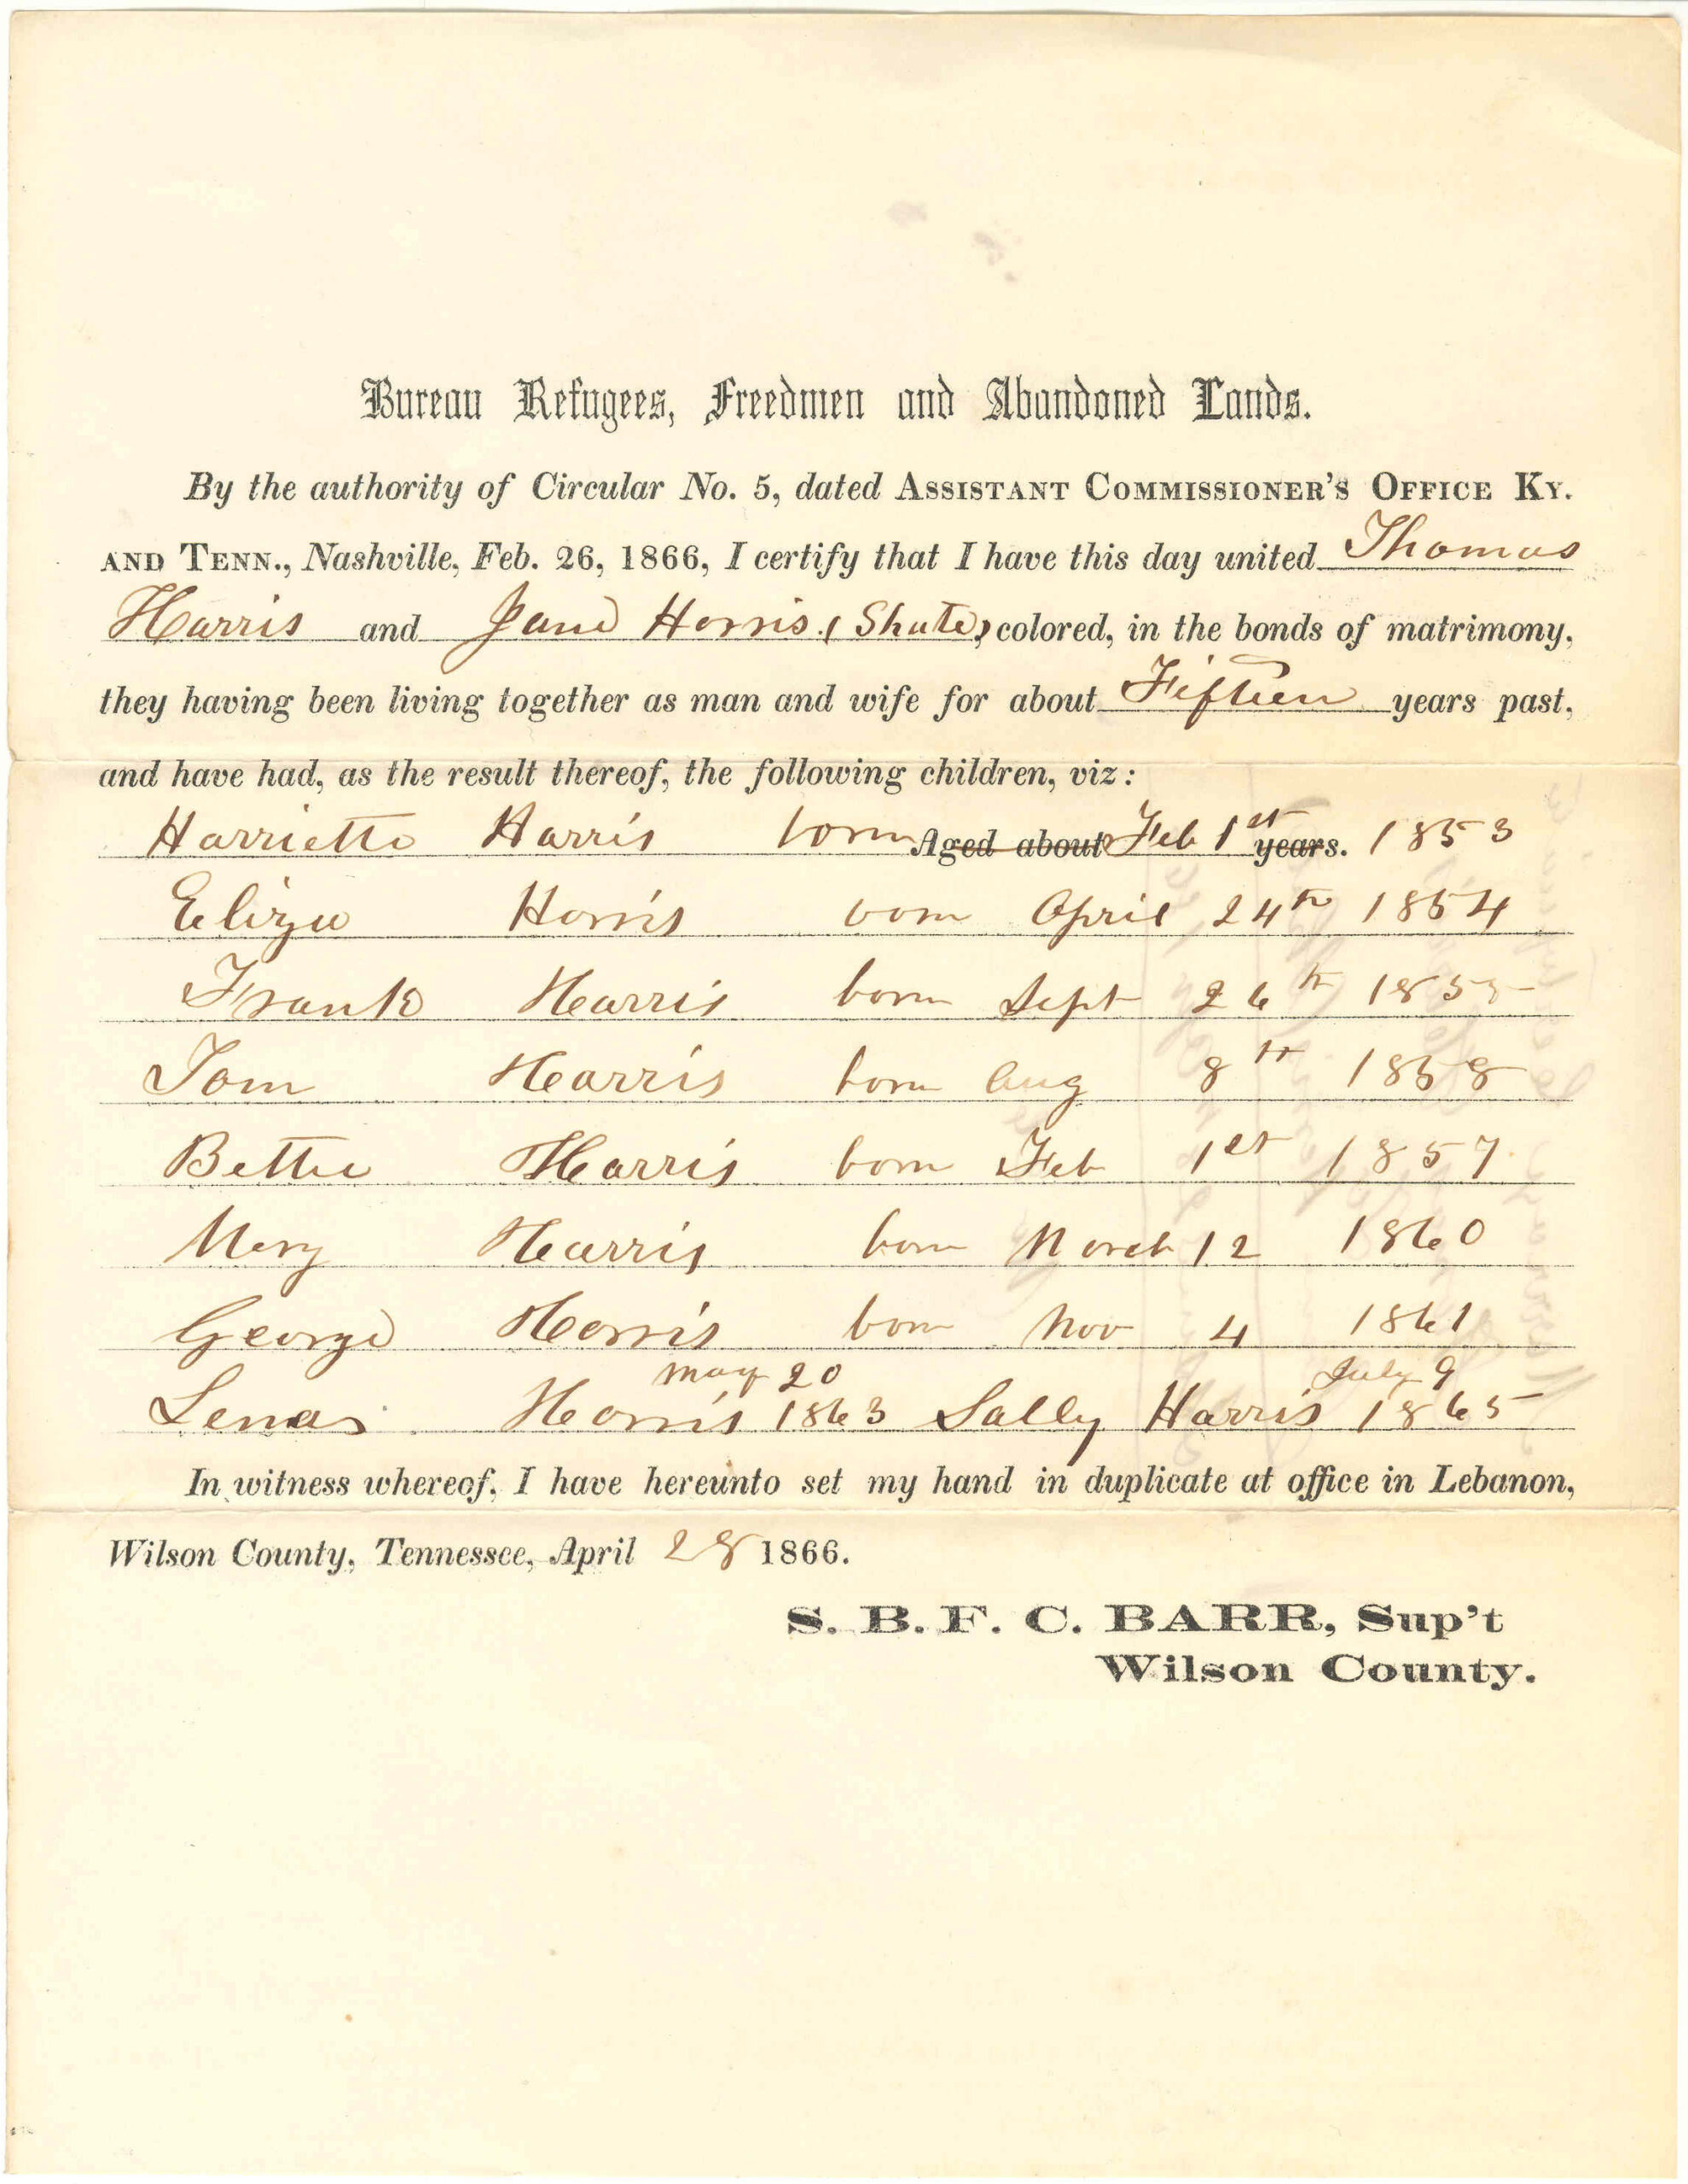 Bureau Refugees, Freedmen and Abandoned Lands.
By the authority of Circular No. 5, dated ASSISTANT COMMISSIONER'S OFFICE KY.
AND TENN., Nashville, Feb. 26, 1866, I certify that I have this day united Thomas
Harris and Jane Harris (Shute) colored, in the bonds of matrimony,
they having been living together as man and wife for about Fifteen years past,
and have had, as the result thereof, the following children, viz:
Harriette Harris born Aged about Feb 1st years. 1853
Eliza Harris born April 24th 1854
Frank Harris born Sept 26th 1855
Tom Harris born Aug 8th 1858
Bettie Harris born Feb 1st 1857
Mery Harris born March 12 1860
George Harris born Nov 4 1861
may 20 July 9
Lenas Harris 1863 Sally Harris 1865
In witness whereof, I have hereunto set my hand in duplicate at office in Lebanon,
Wilson County, Tennessee, April 28 1866.
S. B. F. C. BARR, Sup't
Wilson County.